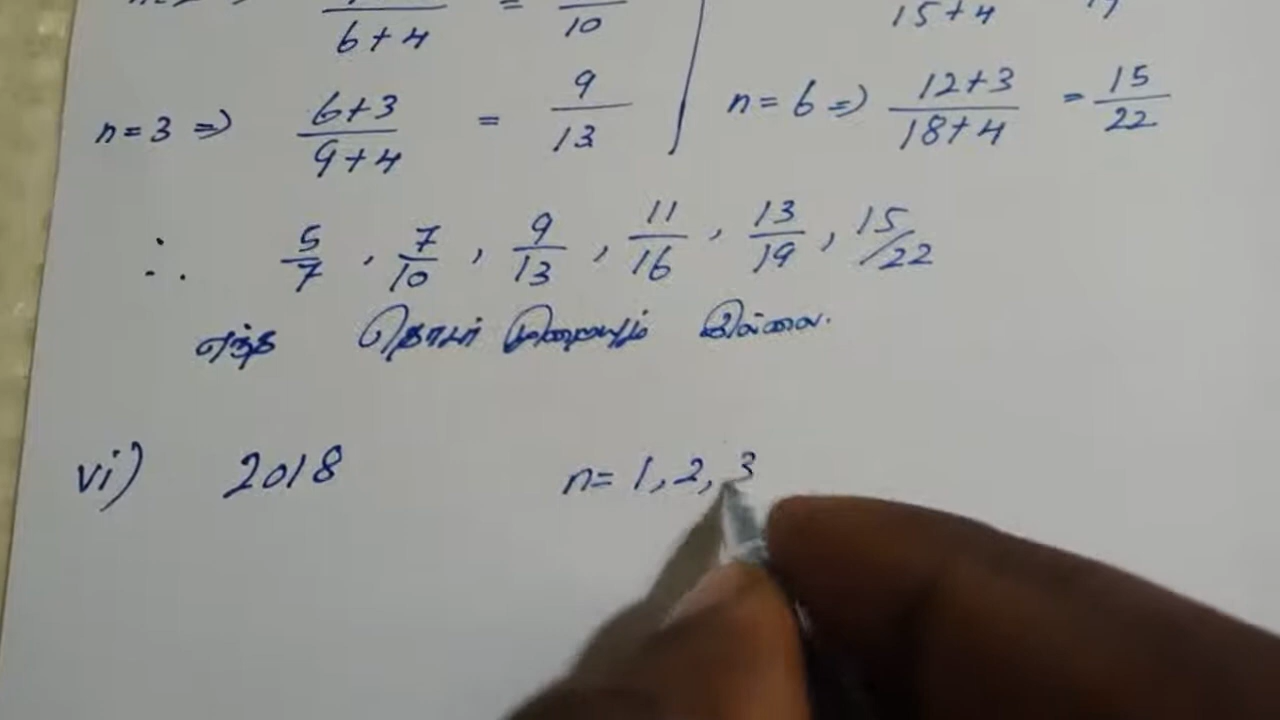 6+4 = 10
15+4 19
n=3 => 6+3/9+4 = 9/13
n=6 => 12+3/18+4 = 15/22
∴ 5/7, 7/10, 9/13, 11/16, 13/19, 15/22
எந்த தொடர் முறையும் இல்லை.
vi) 2018 n= 1,2,3